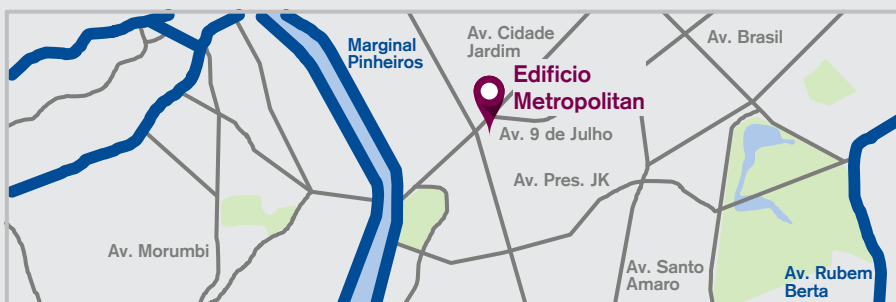 Av. Cidade
Jardim
Av. Brasil
Marginal
Pinheiros
Edificio
Metropolitan
Av. 9 de Julho
Av. Pres. JK
Av. Morumbi
Av. Santo
Amaro
Av. Rubem
Berta